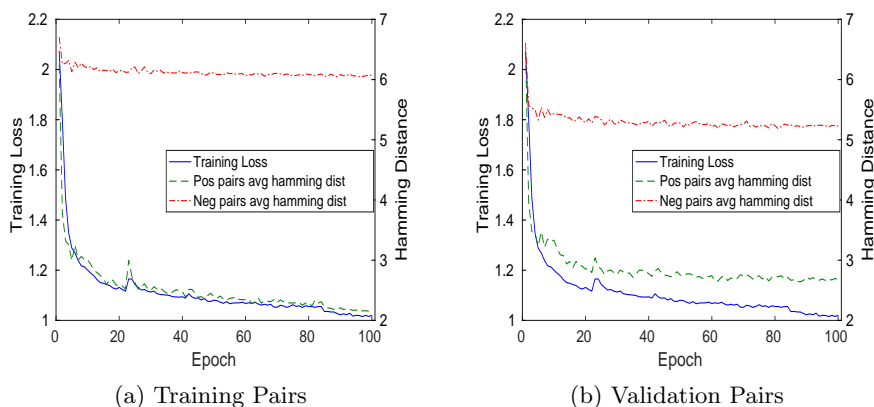 2.2
2
1.8
1.6
1.4
1.2
1
Training Loss
7
6
5
4
3
2
Hamming Distance
Training Loss
Pos pairs avg hamming dist
Neg pairs avg hamming dist
0 20 40 60 80 100
Epoch
(a) Training Pairs
2.2
2
1.8
1.6
1.4
1.2
1
Training Loss
7
6
5
4
3
2
Hamming Distance
Training Loss
Pos pairs avg hamming dist
Neg pairs avg hamming dist
0 20 40 60 80 100
Epoch
(b) Validation Pairs